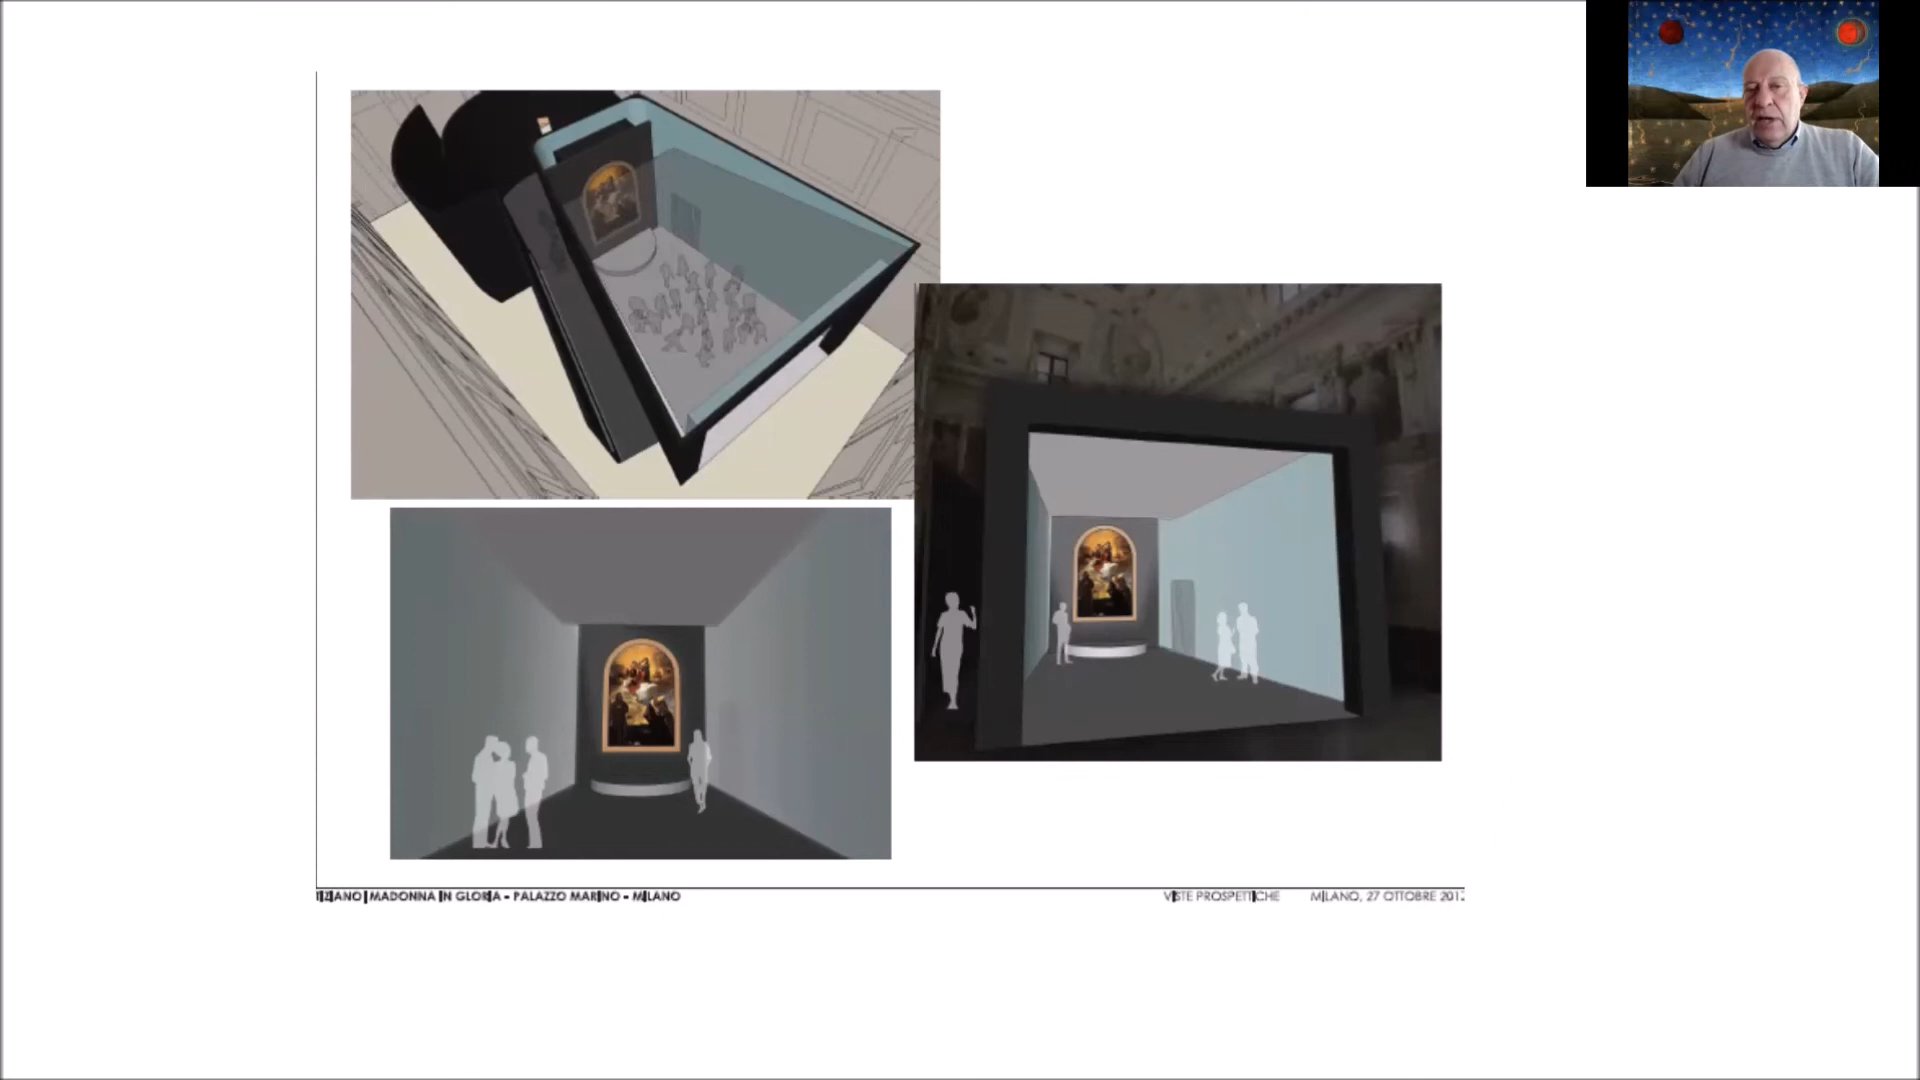 TIZIANO | MADONNA IN GLORIA - PALAZZO MARINO - MILANO
VISTE PROSPETTICHE MILANO, 27 OTTOBRE